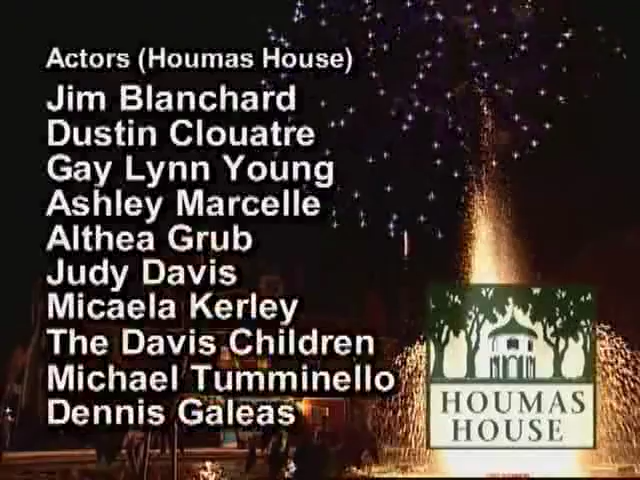 Actors (Houmas House)
Jim Blanchard
Dustin Clouatre
Gay Lynn Young
Ashley Marcelle
Althea Grub
Judy Davis
Micaela Kerley
The Davis Children
Michael Tumminello
Dennis Galeas
HOUMAS
HOUSE